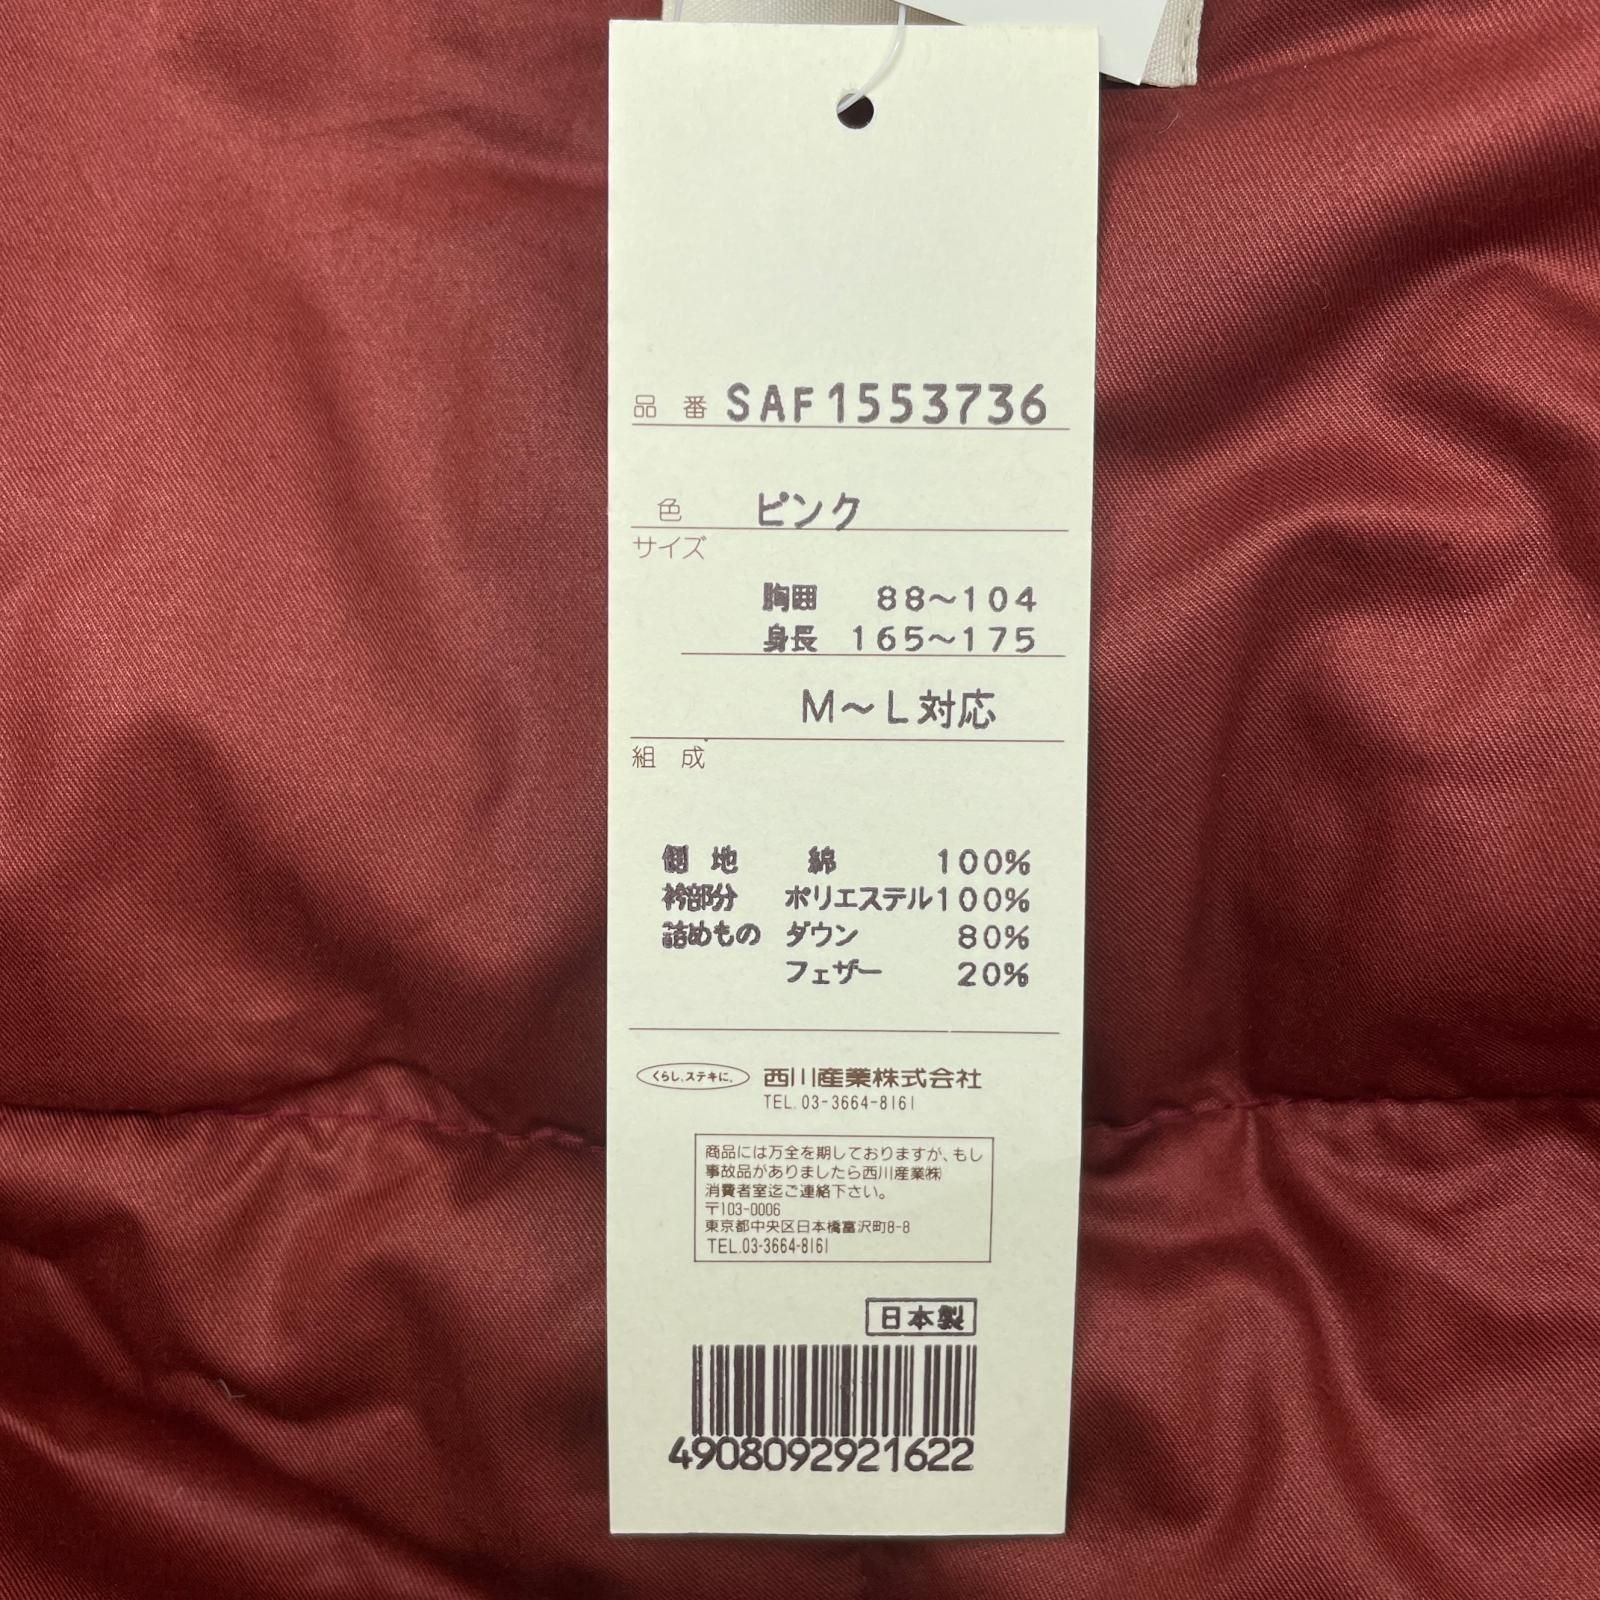 品 番 SAF1553736
色 ピンク
サイズ
胸囲 88〜104
身長 165〜175
M〜L対応
組 成
側 地 綿 100%
衿部分 ポリエステル100%
詰めもの ダウン 80%
フェザー 20%
くらし、ステキに。 西川産業株式会社
TEL. 03-3664-8161
商品には万全を期しておりますが、もし
事故品がありましたら西川産業㈱
消費者室迄ご連絡下さい。
〒103-0006
東京都中央区日本橋富沢町8-8
TEL.03-3664-8161
日本製
4908092921622